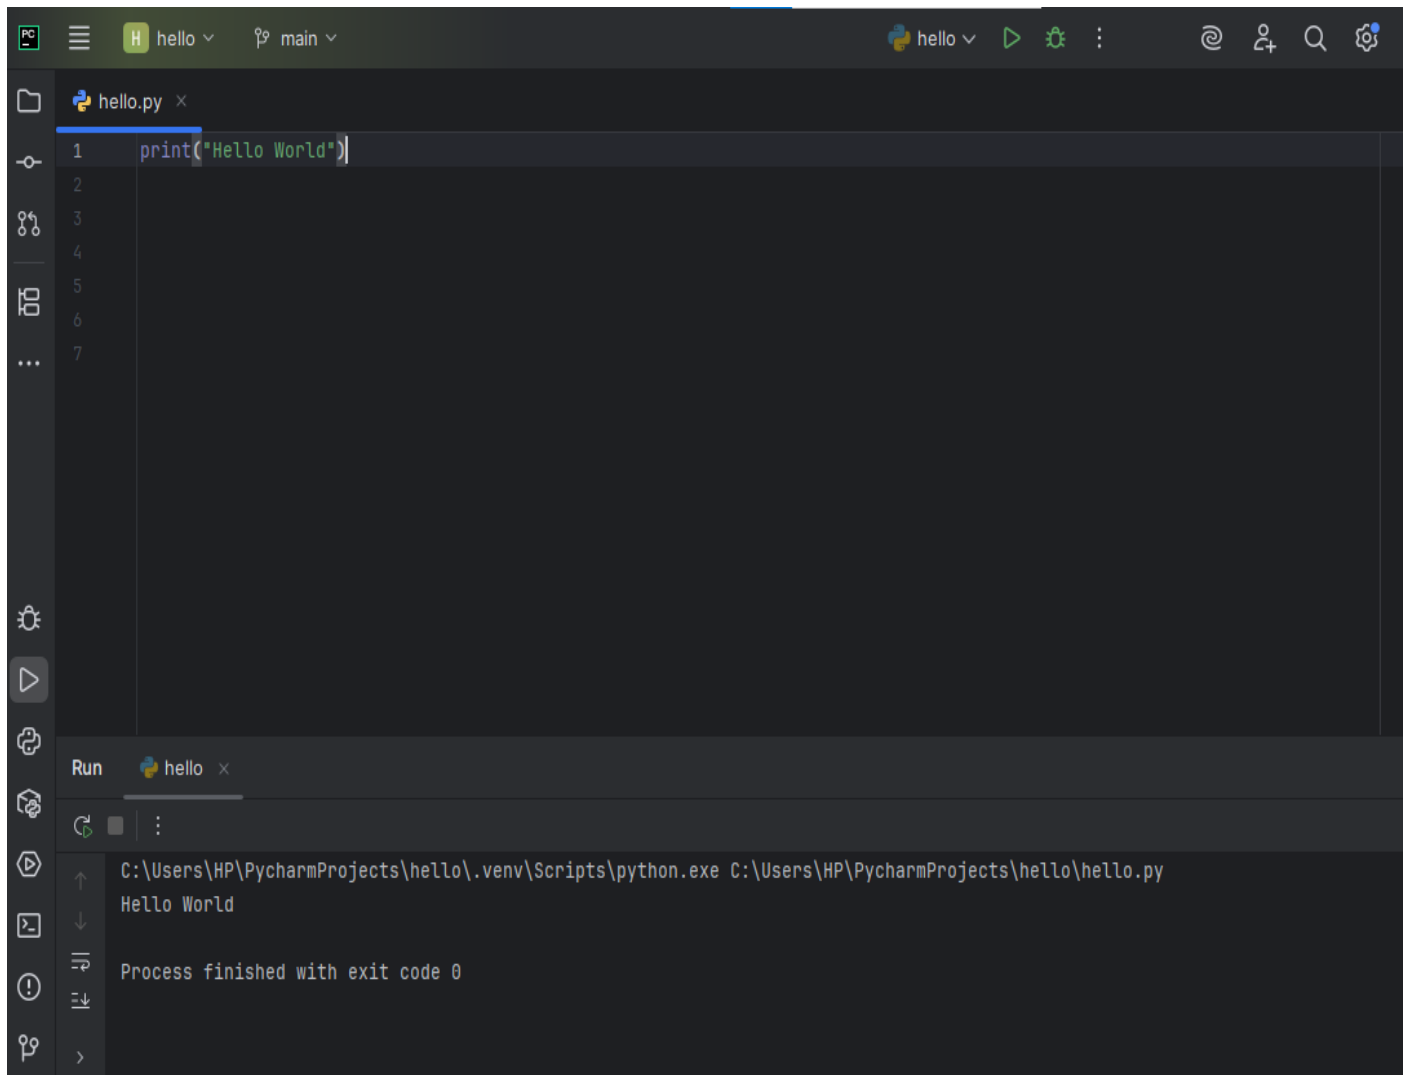 PC
H hello main
hello
hello.py
1 print("Hello World")
2
3
4
5
6
7
Run hello
C:\Users\HP\PycharmProjects\hello\.venv\Scripts\python.exe C:\Users\HP\PycharmProjects\hello\hello.py
Hello World
Process finished with exit code 0